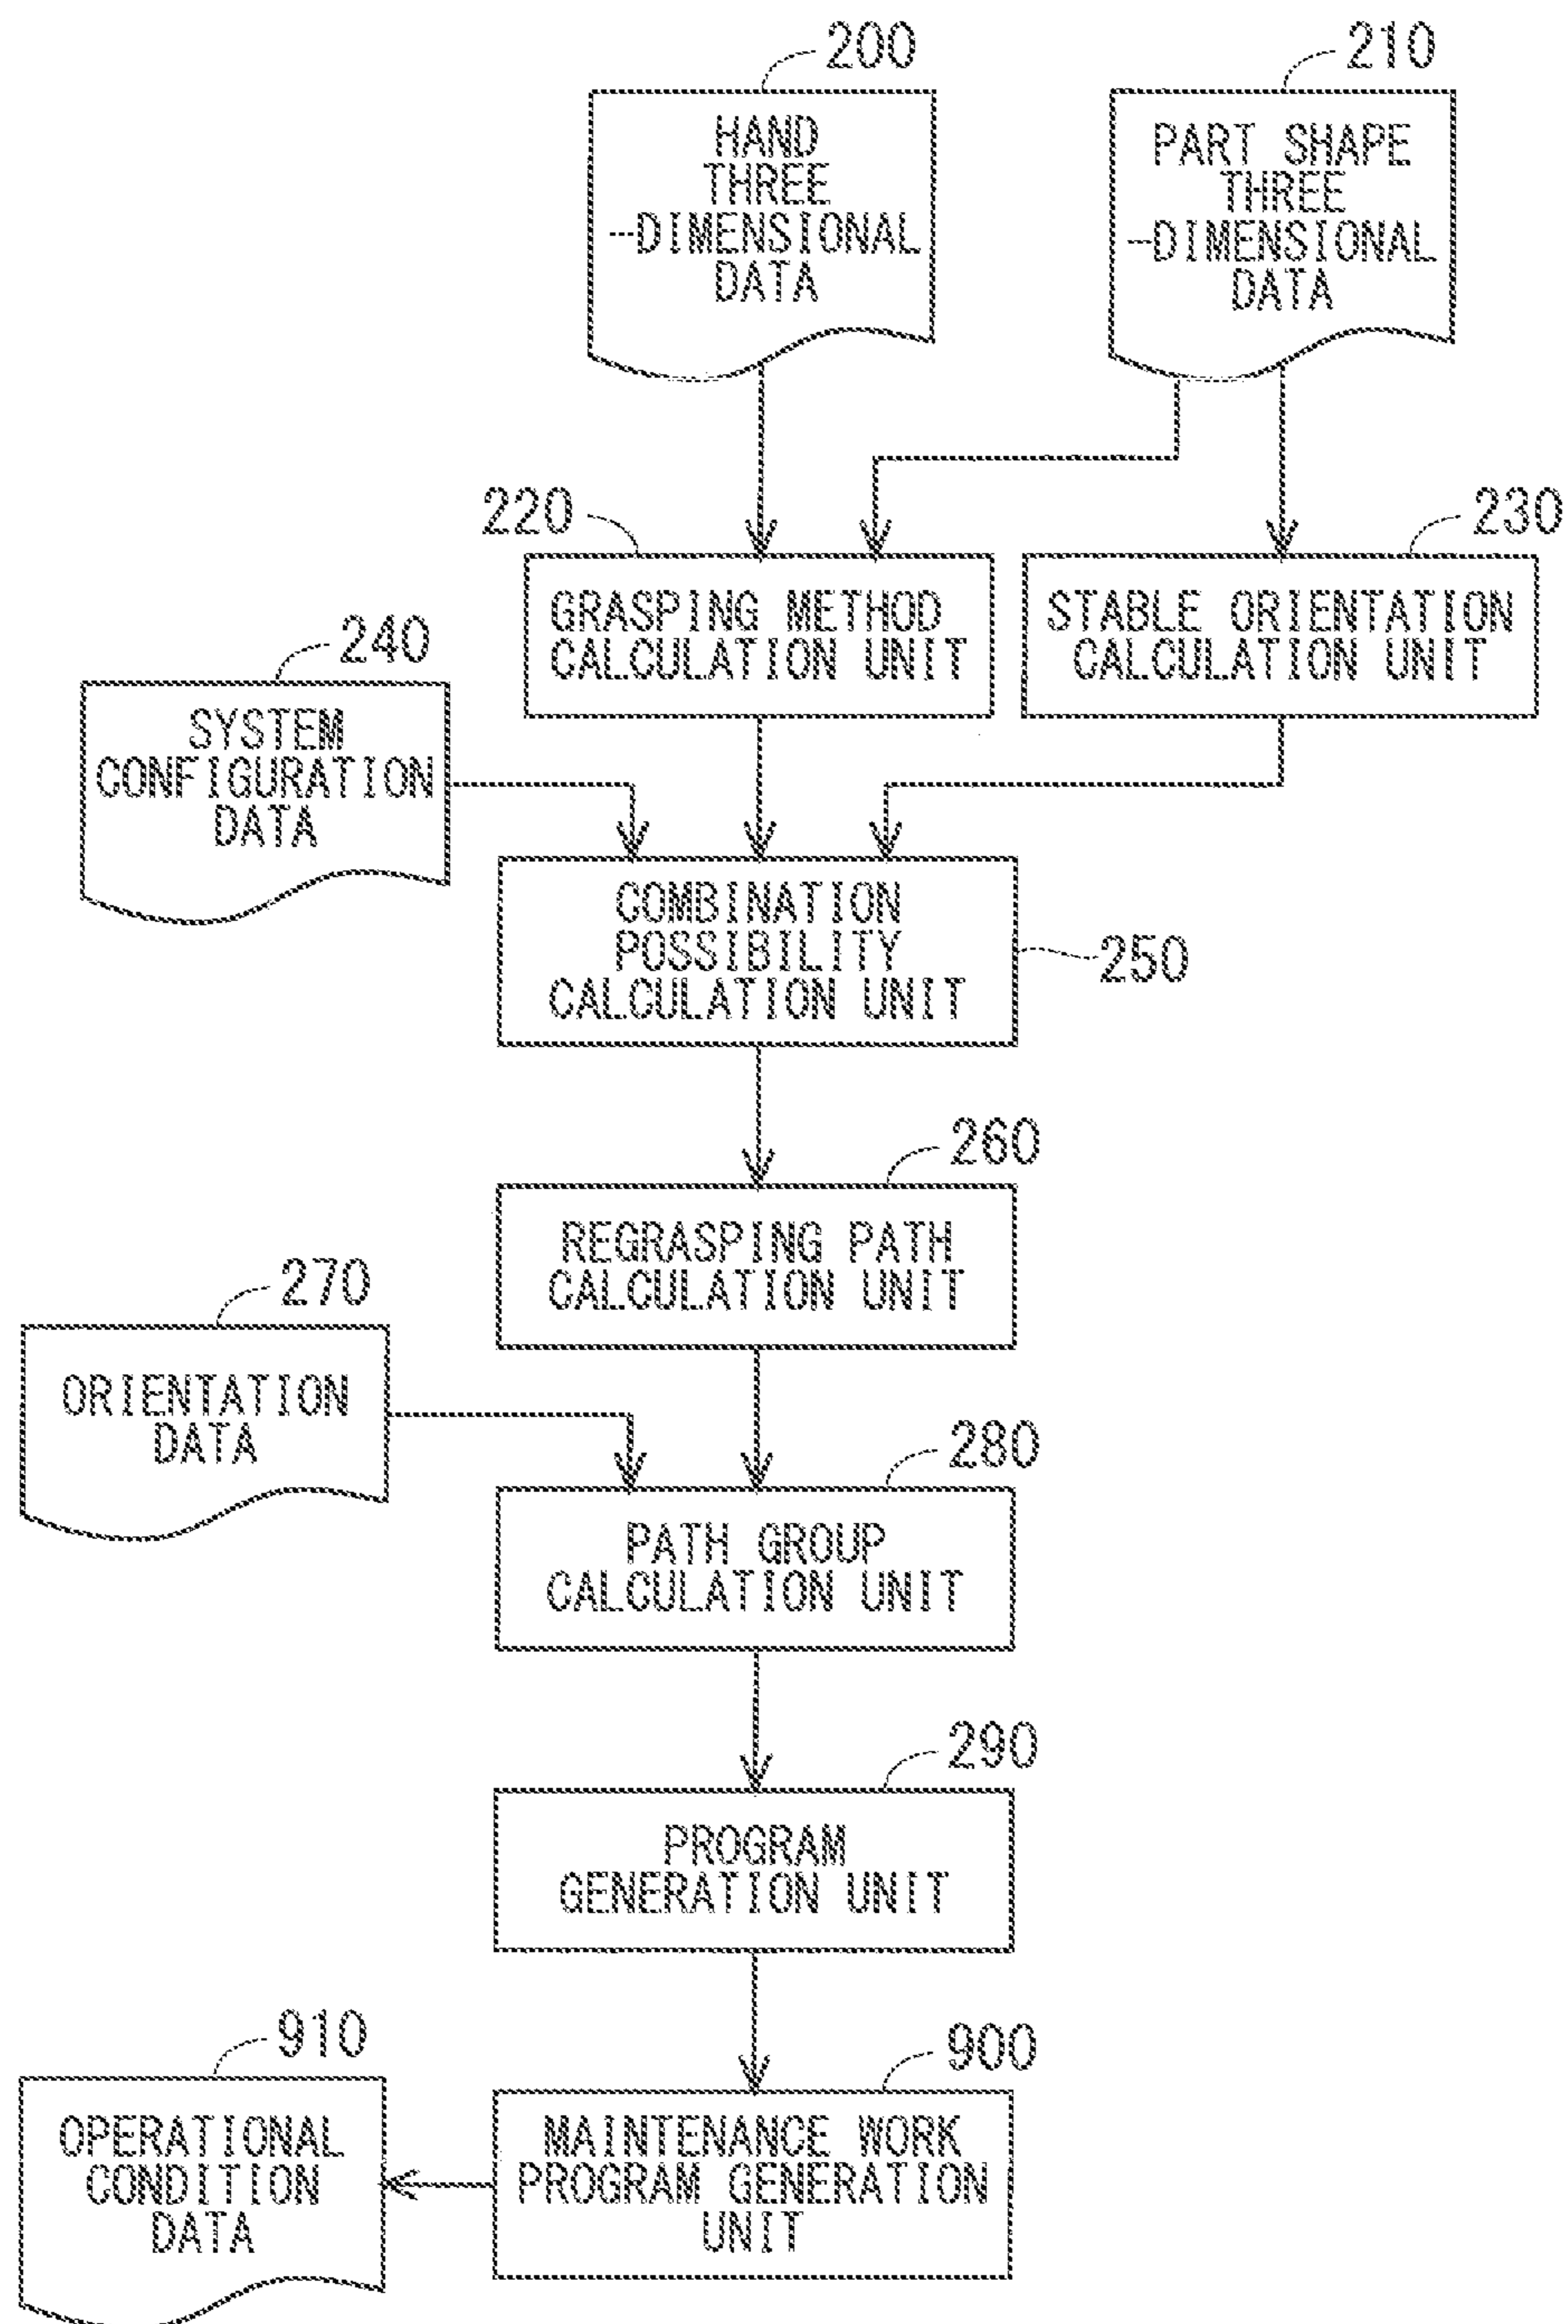 200
210
HAND
THREE
-DIMENSIONAL
DATA
PART SHAPE
THREE
-DIMENSIONAL
DATA
220
230
GRASPING METHOD
CALCULATION UNIT
STABLE ORIENTATION
CALCULATION UNIT
240
SYSTEM
CONFIGURATION
DATA
COMBINATION
POSSIBILITY
CALCULATION UNIT
250
260
REGRASPING PATH
CALCULATION UNIT
270
ORIENTATION
DATA
280
PATH GROUP
CALCULATION UNIT
290
PROGRAM
GENERATION UNIT
910
900
OPERATIONAL
CONDITION
DATA
MAINTENANCE WORK
PROGRAM GENERATION
UNIT